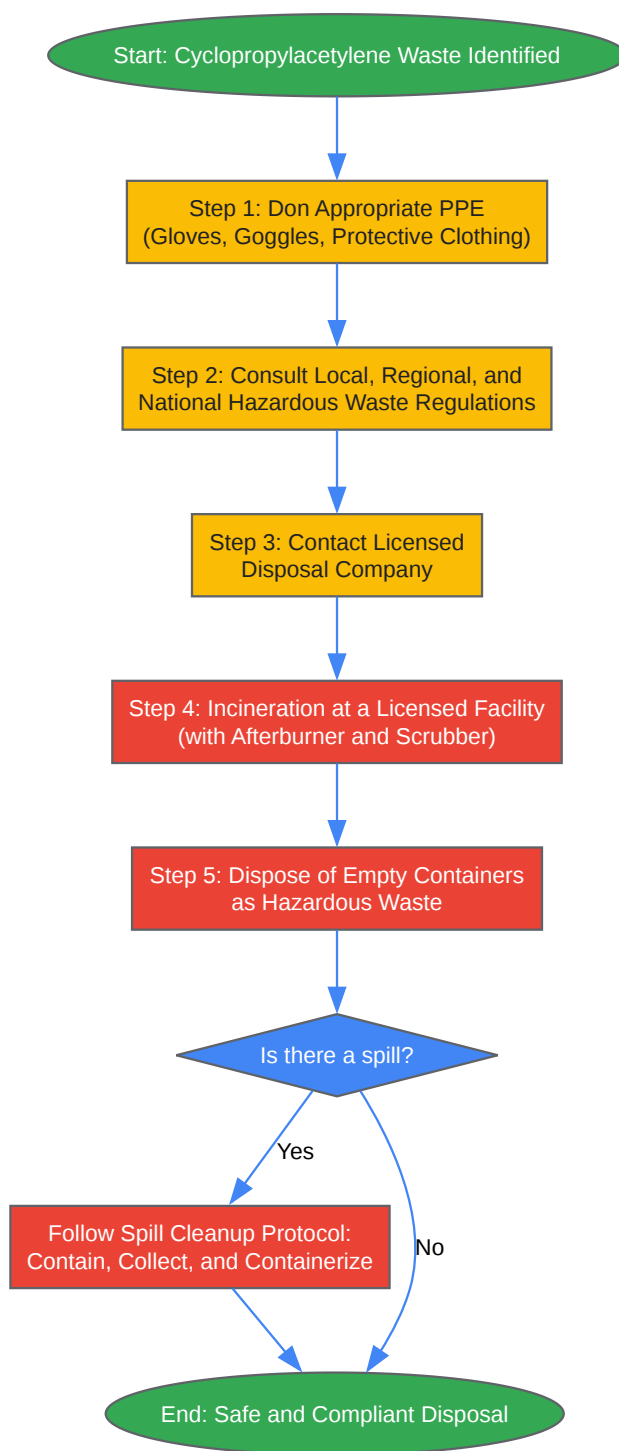 Start: Cyclopropylacetylene Waste Identified
Step 1: Don Appropriate PPE
(Gloves, Goggles, Protective Clothing)
Step 2: Consult Local, Regional, and
National Hazardous Waste Regulations
Step 3: Contact Licensed
Disposal Company
Step 4: Incineration at a Licensed Facility
(with Afterburner and Scrubber)
Step 5: Dispose of Empty Containers
as Hazardous Waste
Is there a spill?
Yes
Follow Spill Cleanup Protocol:
Contain, Collect, and Containerize
No
End: Safe and Compliant Disposal